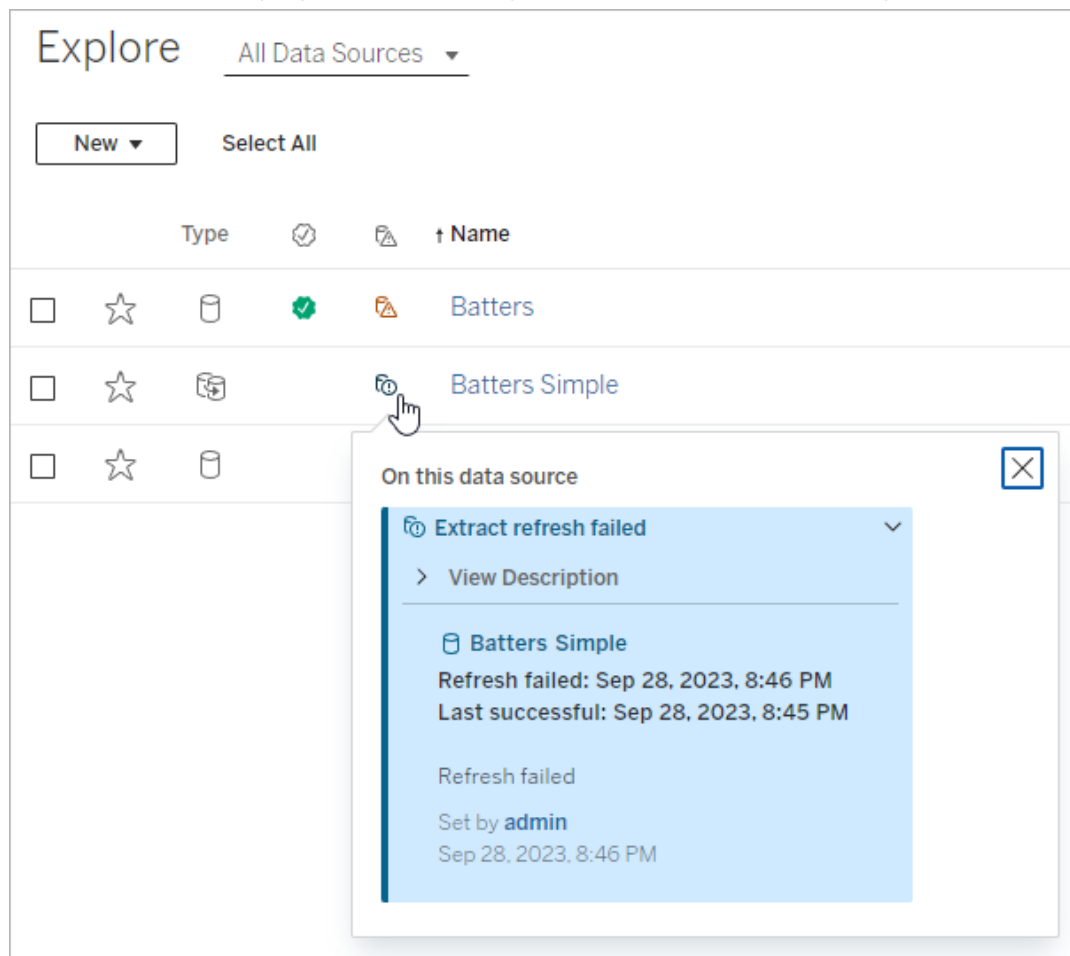 Explore All Data Sources
New Select All
Type Name
Batters
Batters Simple
On this data source
Extract refresh failed
View Description
Batters Simple
Refresh failed: Sep 28, 2023, 8:46 PM
Last successful: Sep 28, 2023, 8:45 PM
Refresh failed
Set by admin
Sep 28, 2023, 8:46 PM